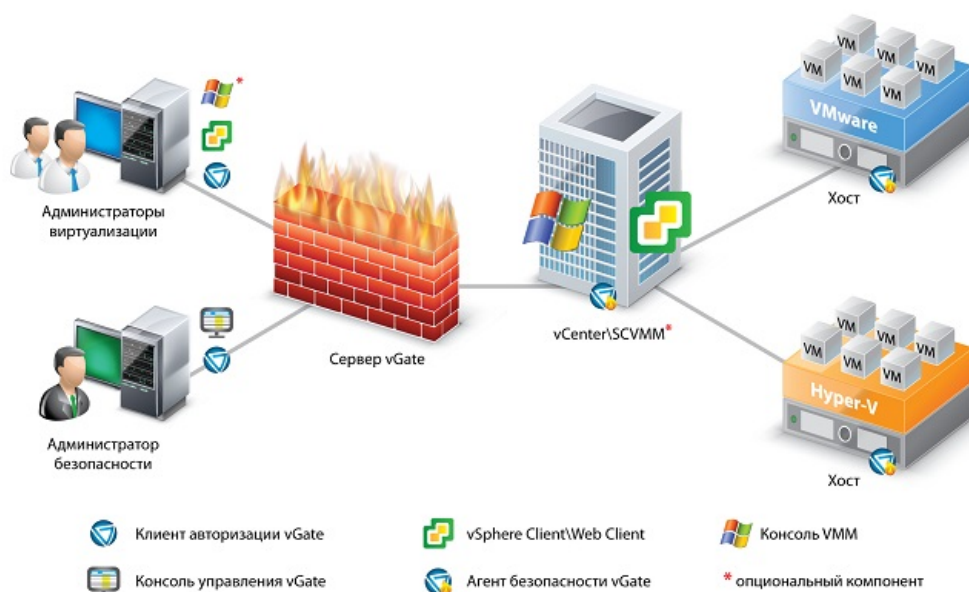 VM VM VM
VM VM VM
VMware
Хост
*
Администраторы
виртуализации
Сервер vGate
vCenter\SCVMM*
Администратор
безопасности
VM VM VM
VM VM VM
Hyper-V
Хост
Клиент авторизации vGate
vSphere Client\Web Client
Консоль VMM
Консоль управления vGate
Агент безопасности vGate
* опциональный компонент